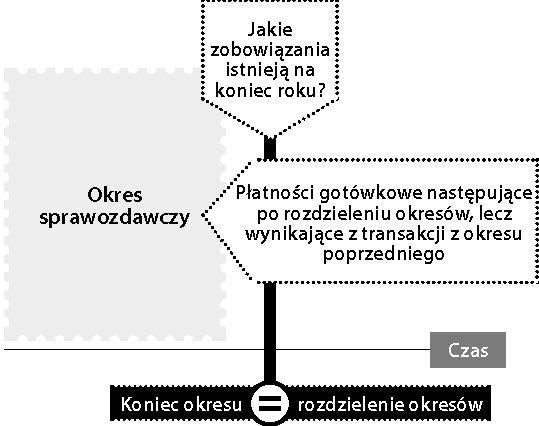 Jakie
zobowiązania
istnieją na
koniec roku?
Okres
sprawozdawczy
Płatności gotówkowe następujące
po rozdzieleniu okresów, lecz
wynikające z transakcji z okresu
poprzedniego
Czas
Koniec okresu = rozdzielenie okresów